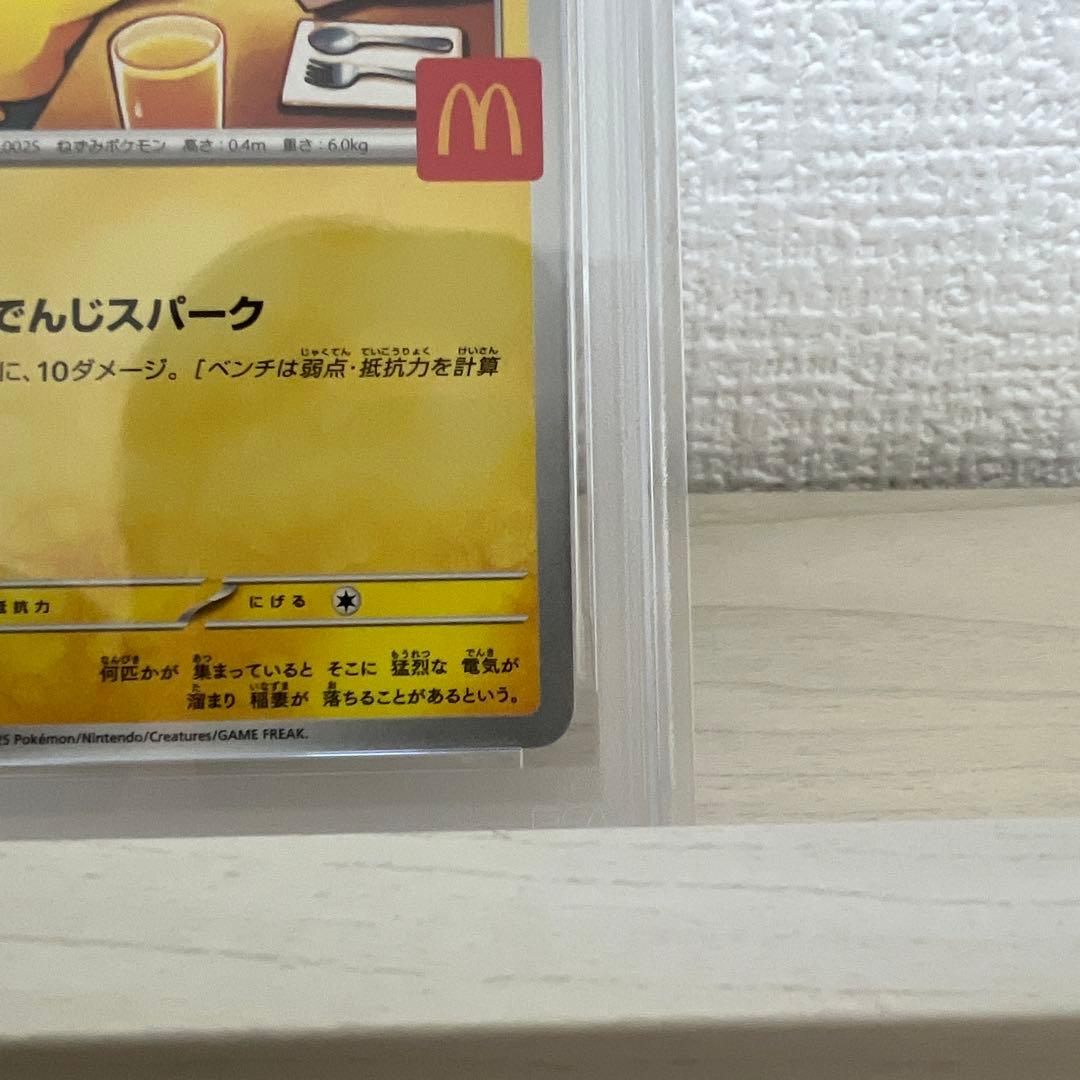 .0025 ねずみポケモン 高さ:0.4m 重さ:6.0kg
でんじスパーク
に、10ダメージ。[ベンチは弱点・抵抗力を計算
抗力
にげる
何匹かが 集まっていると そこに 猛烈な 電気が
溜まり 稲妻が 落ちることがあるという。
25 Pokémon/Nintendo/Creatures/GAME FREAK.